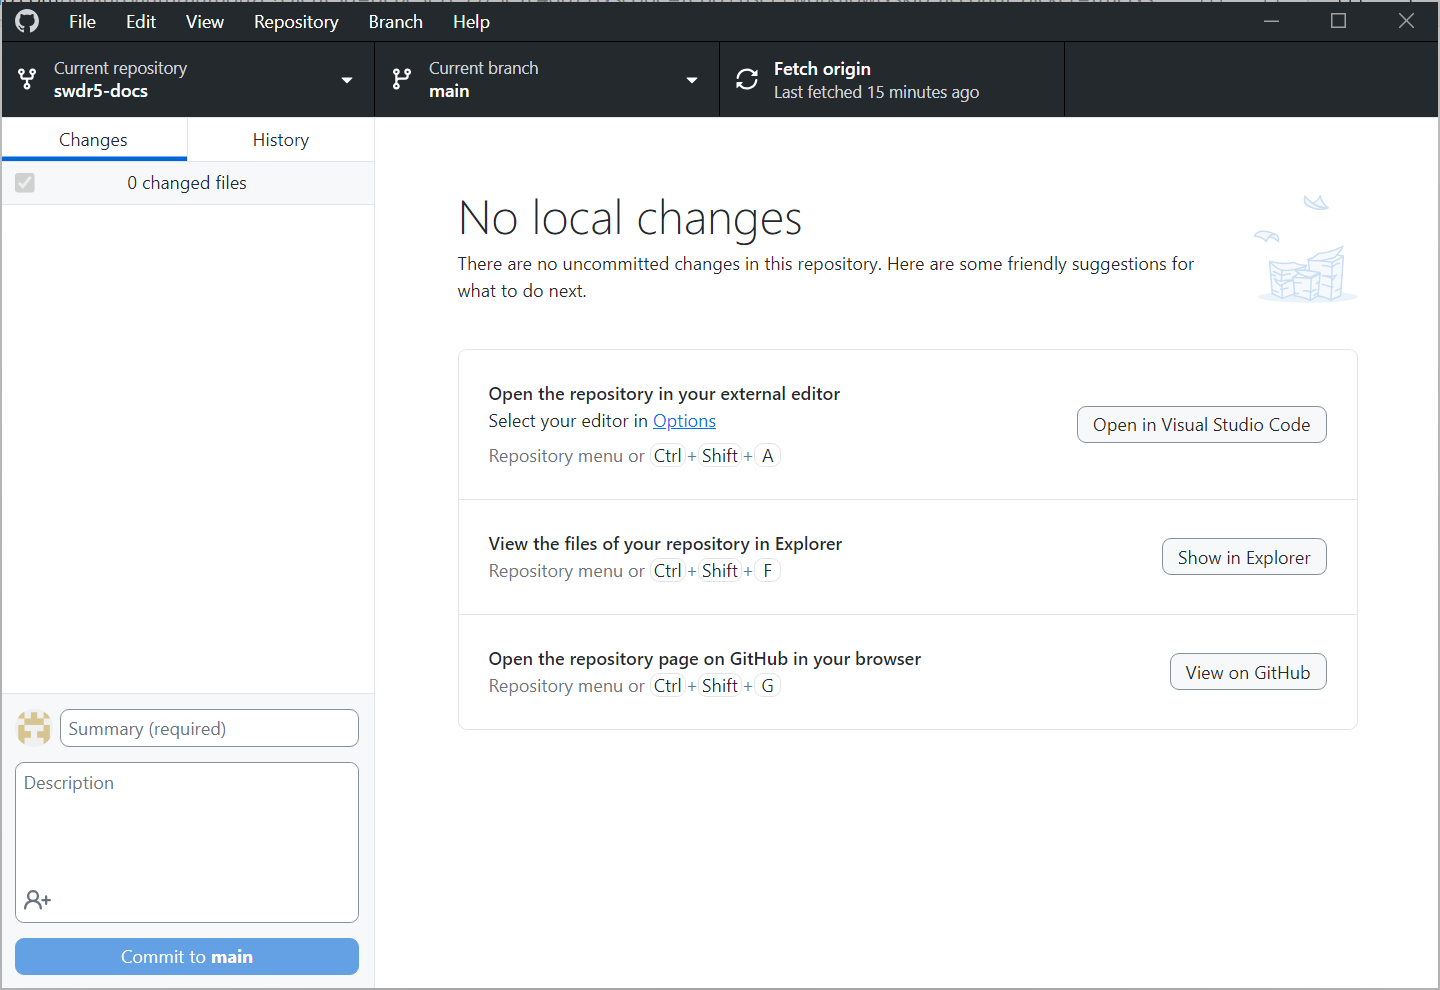 File Edit View Repository Branch Help
Current repository
swdr5-docs
Current branch
main
Fetch origin
Last fetched 15 minutes ago
Changes
History
0 changed files
No local changes
There are no uncommitted changes in this repository. Here are some friendly suggestions for
what to do next.
Open the repository in your external editor
Select your editor in Options
Repository menu or Ctrl + Shift + A
Open in Visual Studio Code
View the files of your repository in Explorer
Repository menu or Ctrl + Shift + F
Show in Explorer
Open the repository page on GitHub in your browser
Repository menu or Ctrl + Shift + G
View on GitHub
Summary (required)
Description
Commit to main